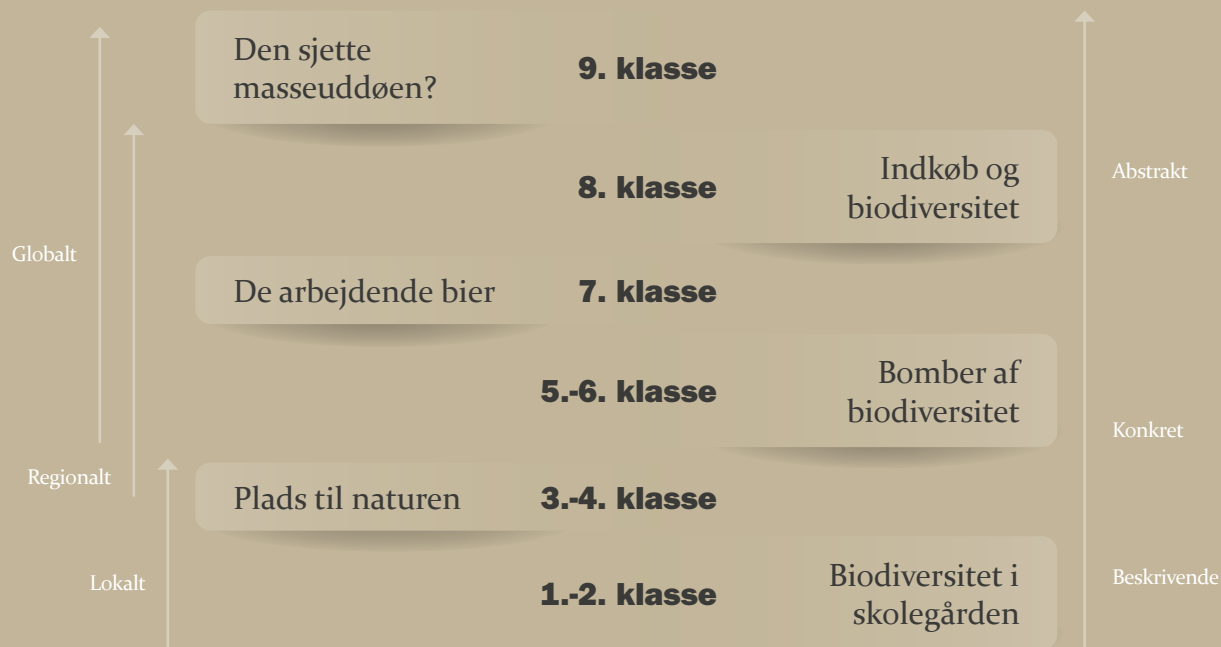 Den sjette
masseuddøen?
9. klasse
Indkøb og
biodiversitet
8. klasse
Abstrakt
Globalt
De arbejdende bier
7. klasse
Bomber af
biodiversitet
5.-6. klasse
Konkret
Regionalt
Plads til naturen
3.-4. klasse
Lokalt
Biodiversitet i
skolegården
1.-2. klasse
Beskrivende